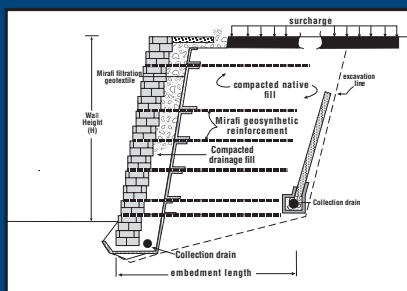 surcharge
Mirafi filtration
geotextile
compacted native
fill
excavation
line
Wall
Height
(H)
Mirafi geosynthetic
reinforcement
Compacted
drainage fill
Collection drain
Collection drain
embedment length